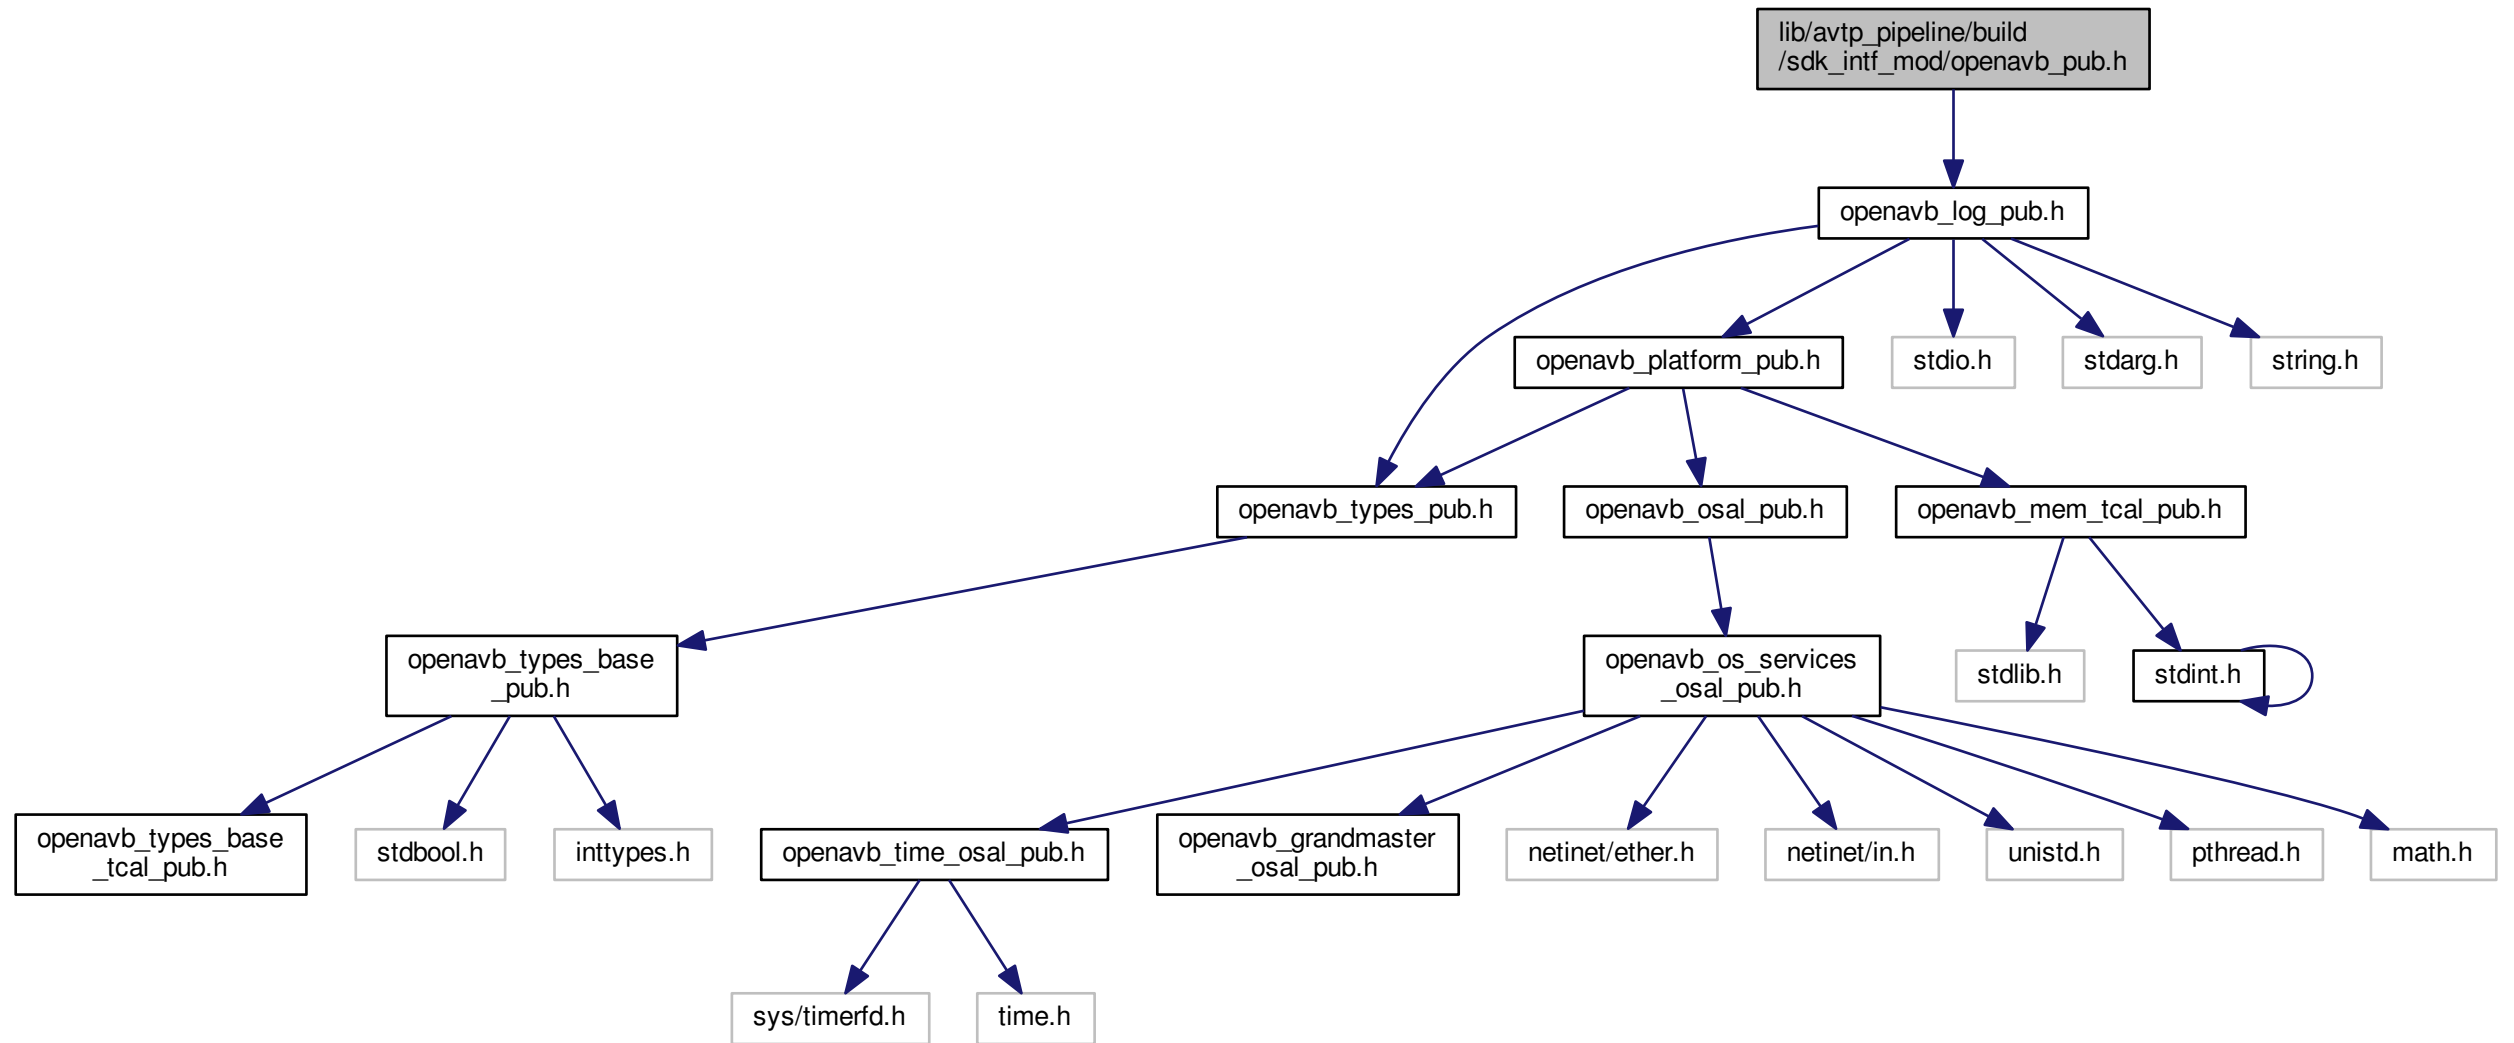 lib/avtp_pipeline/build
/sdk_intf_mod/openavb_pub.h
openavb_log_pub.h
openavb_platform_pub.h
stdio.h
stdarg.h
string.h
openavb_types_pub.h
openavb_osal_pub.h
openavb_mem_tcal_pub.h
openavb_types_base
_pub.h
openavb_os_services
_osal_pub.h
stdlib.h
stdint.h
openavb_types_base
_tcal_pub.h
stdbool.h
inttypes.h
openavb_time_osal_pub.h
openavb_grandmaster
_osal_pub.h
netinet/ether.h
netinet/in.h
unistd.h
pthread.h
math.h
sys/timerfd.h
time.h